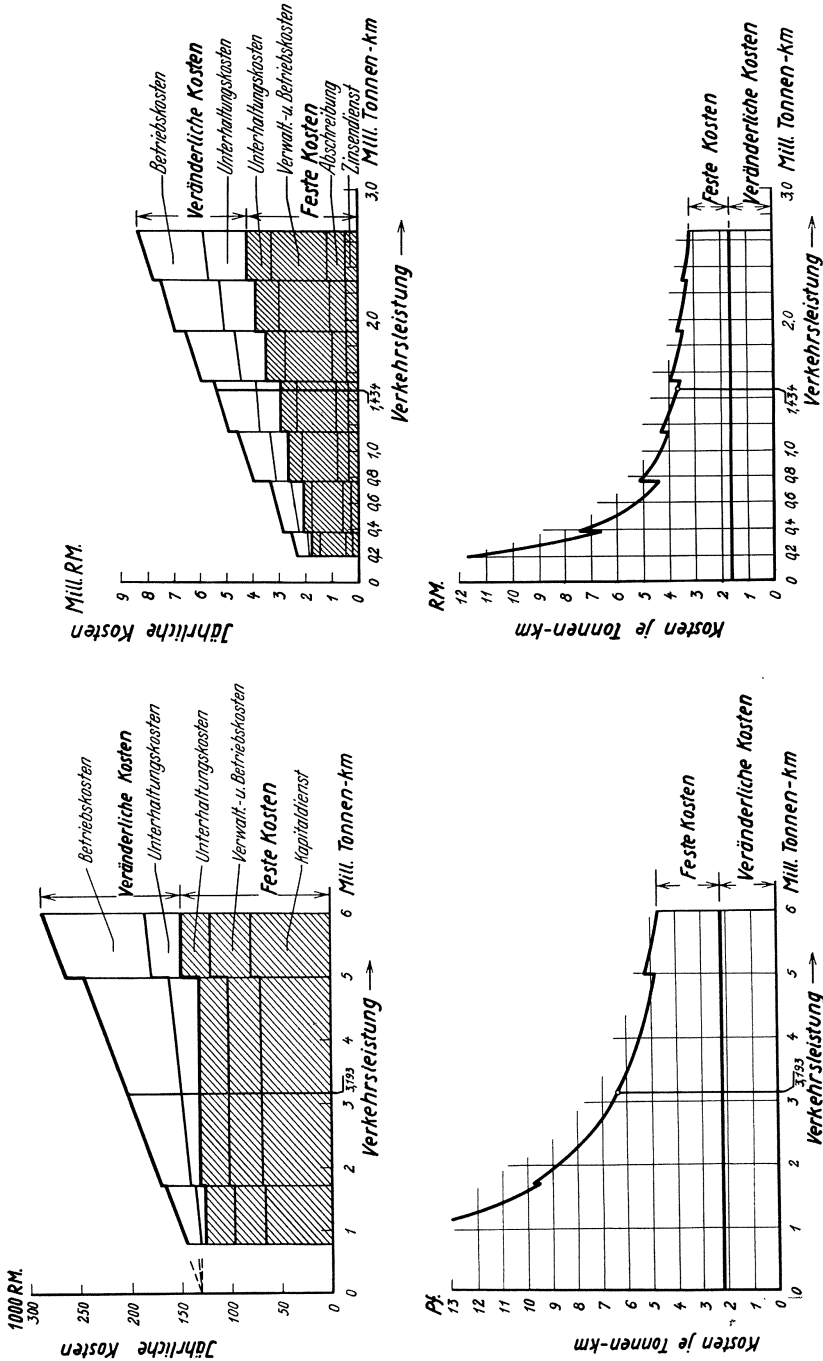 1000 RM.
300
250
200
150
100
50
0
Jährliche Kosten
0
1
2
3
3,193
4
5
6
Mill. Tonnen-km
Verkehrsleistung →
Betriebskosten
Veränderliche Kosten
Unterhaltungskosten
Unterhaltungskosten
Verwalt.-u. Betriebskosten
Feste Kosten
Kapitaldienst
Mill. RM.
9
8
7
6
5
4
3
2
1
0
Jährliche Kosten
0
0,2
0,4
0,6
0,8
1,0
1,434
2,0
3,0
Mill. Tonnen-km
Verkehrsleistung →
Betriebskosten
Veränderliche Kosten
Unterhaltungskosten
Unterhaltungskosten
Verwalt.-u. Betriebskosten
Feste Kosten
Abschreibung
Zinsendienst
Pf.
13
12
11
10
9
8
7
6
5
4
3
2
1
0
Kosten je Tonnen-km
0
1
2
3
3,193
4
5
6
Mill. Tonnen-km
Verkehrsleistung →
Feste Kosten
Veränderliche Kosten
RM.
12
11
10
9
8
7
6
5
4
3
2
1
0
Kosten je Tonnen-km
0
0,2
0,4
0,6
0,8
1,0
1,434
2,0
3,0
Mill. Tonnen-km
Verkehrsleistung →
Feste Kosten
Veränderliche Kosten